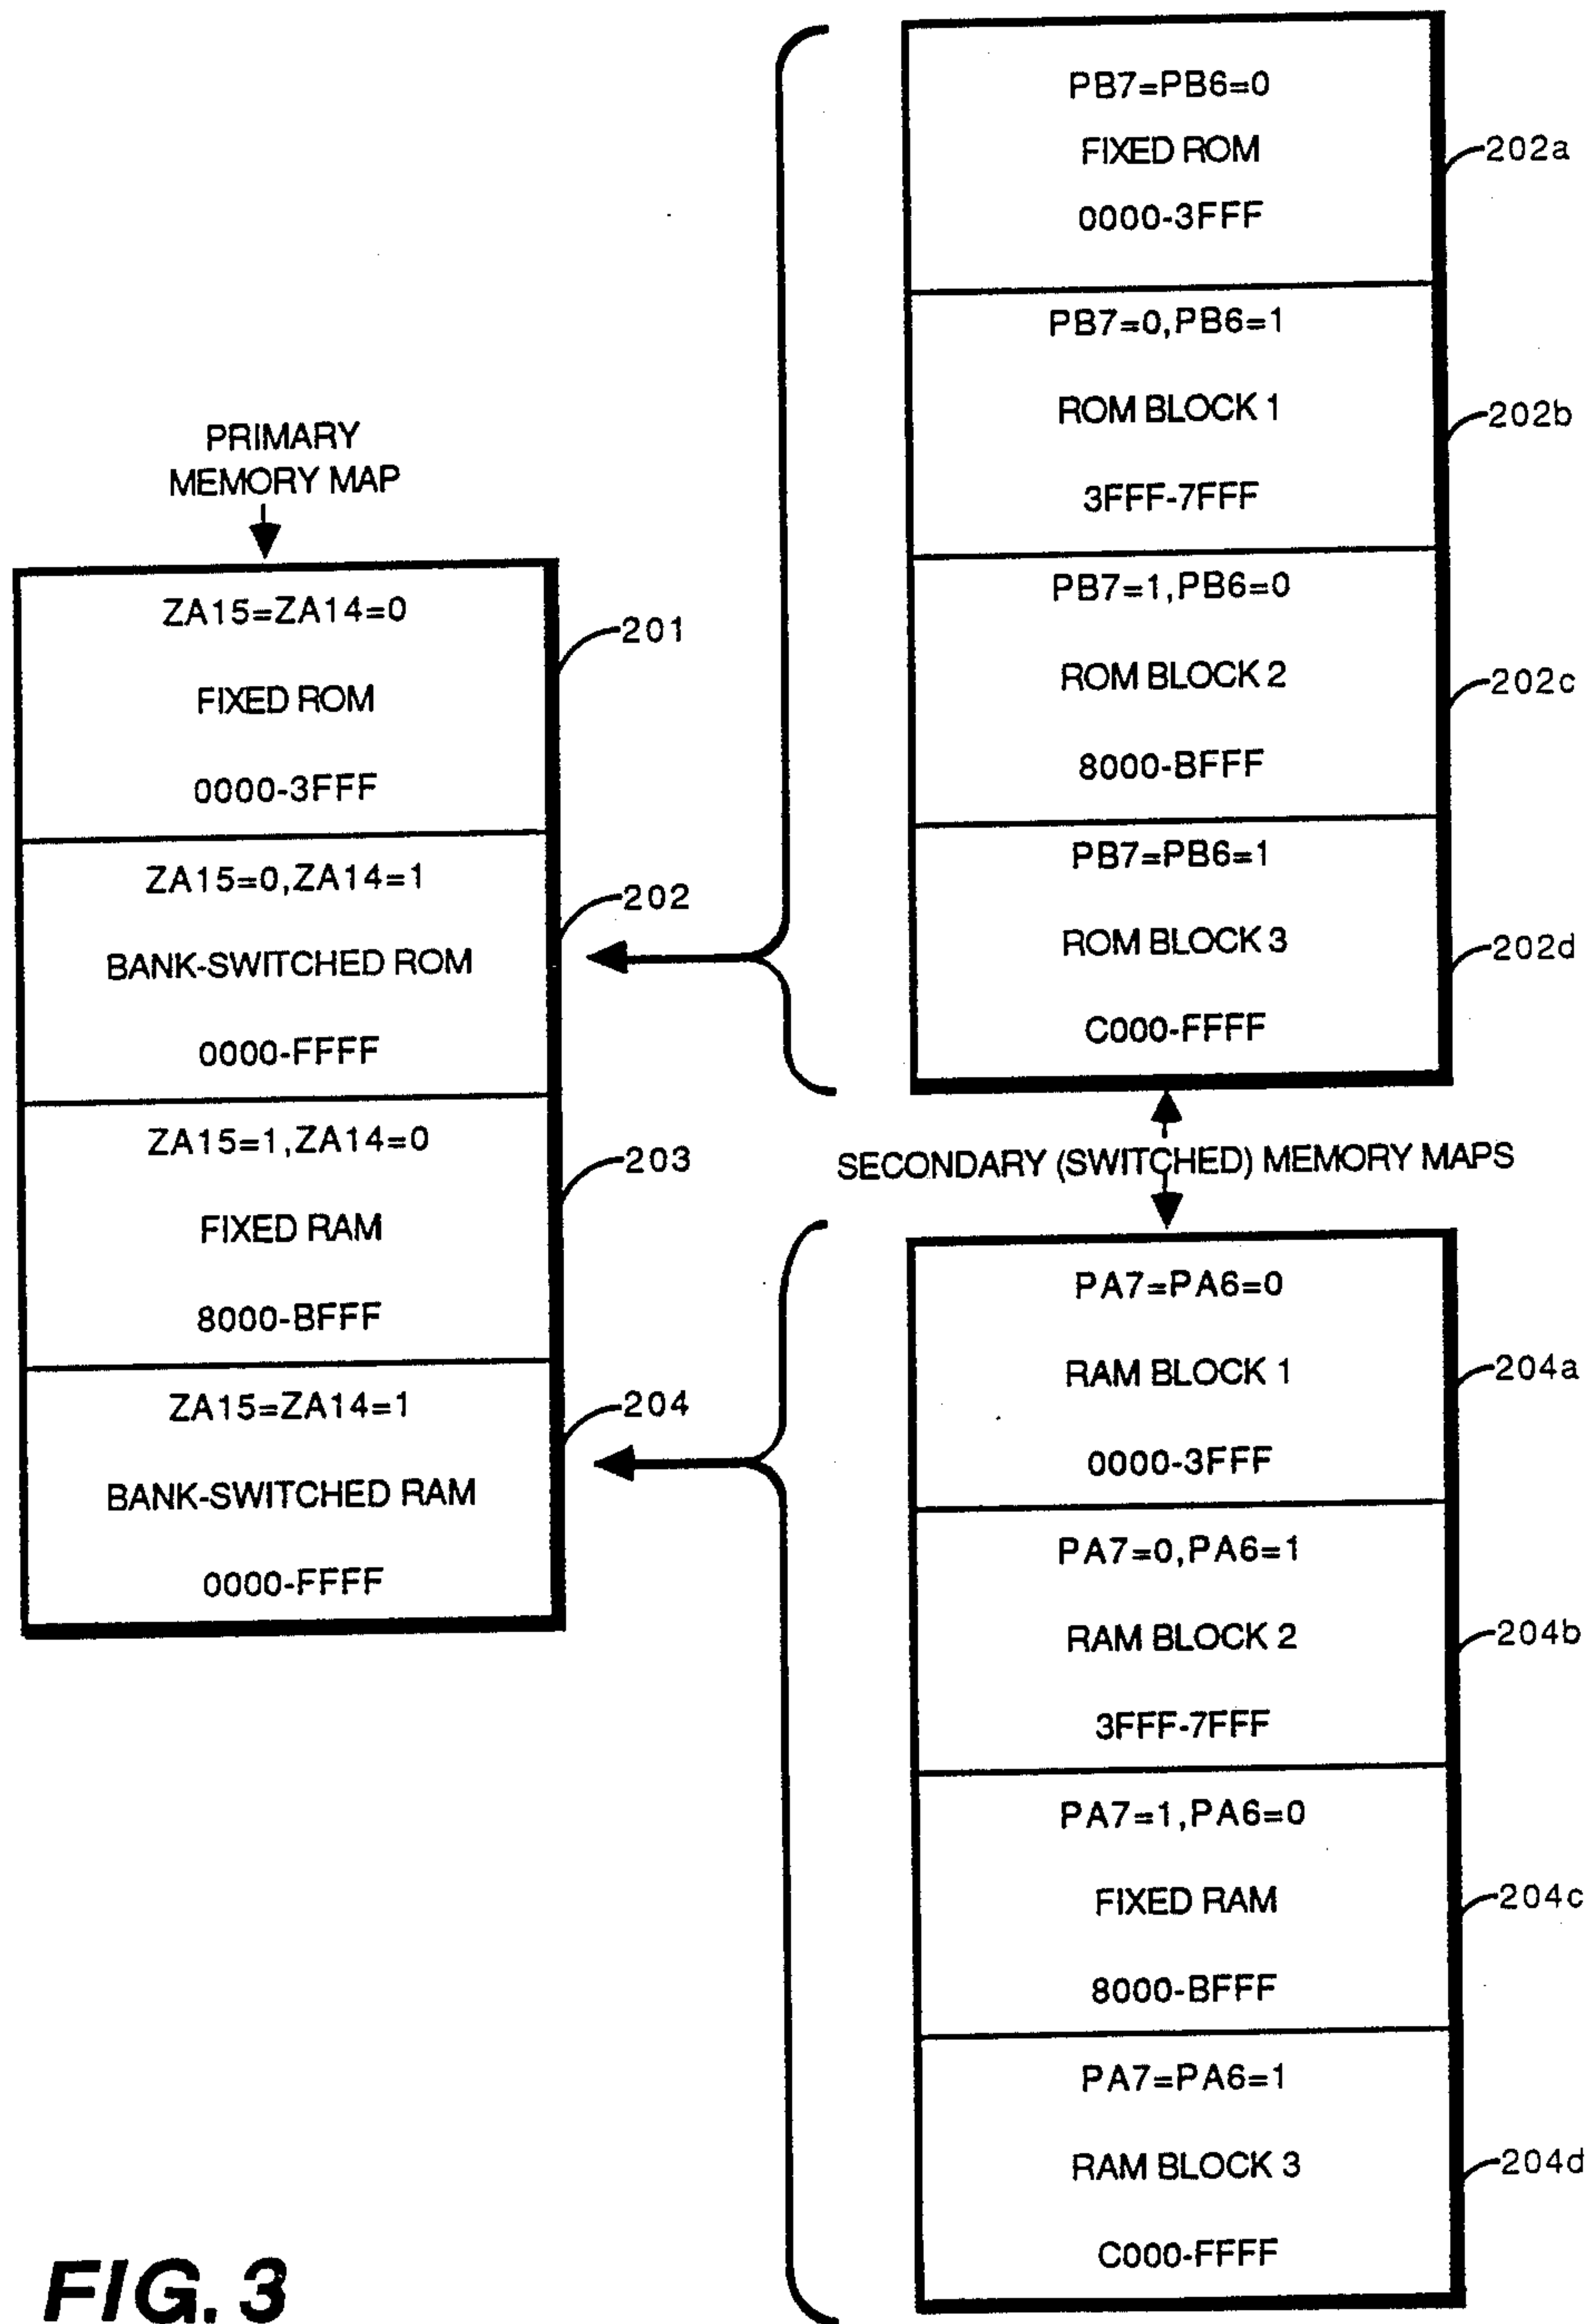 PRIMARY
MEMORY MAP
ZA15=ZA14=0
FIXED ROM
0000-3FFF
201
ZA15=0,ZA14=1
BANK-SWITCHED ROM
0000-FFFF
202
ZA15=1,ZA14=0
FIXED RAM
8000-BFFF
203
ZA15=ZA14=1
BANK-SWITCHED RAM
0000-FFFF
204
PB7=PB6=0
FIXED ROM
0000-3FFF
202a
PB7=0,PB6=1
ROM BLOCK 1
3FFF-7FFF
202b
PB7=1,PB6=0
ROM BLOCK 2
8000-BFFF
202c
PB7=PB6=1
ROM BLOCK 3
C000-FFFF
202d
SECONDARY (SWITCHED) MEMORY MAPS
PA7=PA6=0
RAM BLOCK 1
0000-3FFF
204a
PA7=0,PA6=1
RAM BLOCK 2
3FFF-7FFF
204b
PA7=1,PA6=0
FIXED RAM
8000-BFFF
204c
PA7=PA6=1
RAM BLOCK 3
C000-FFFF
204d
FIG. 3